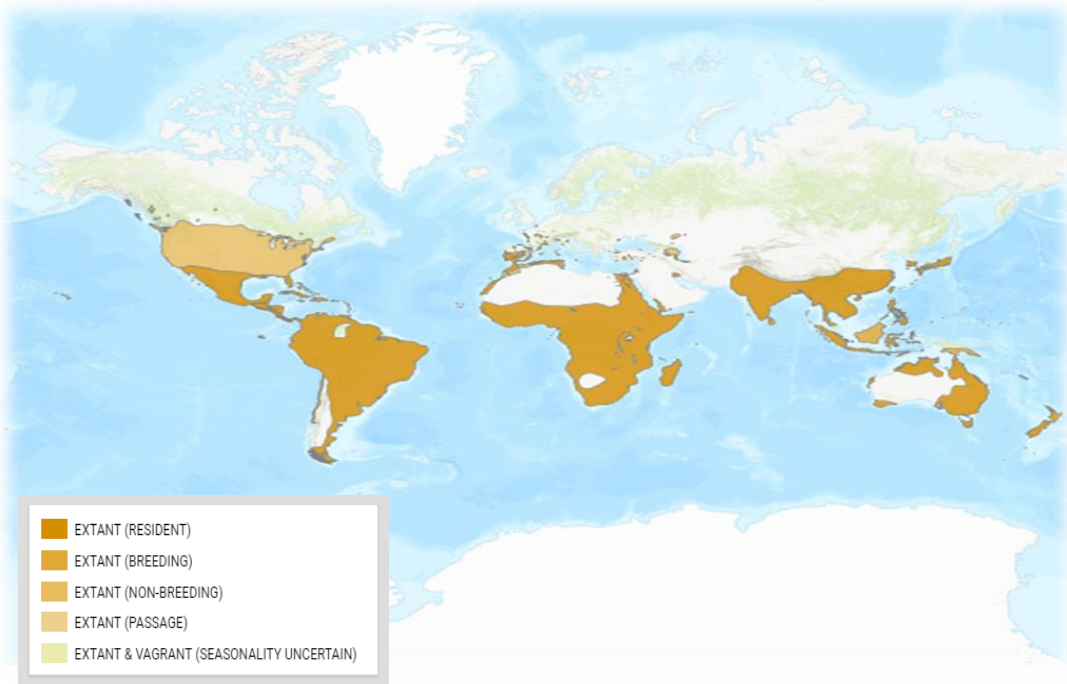 EXTANT (RESIDENT)
EXTANT (BREEDING)
EXTANT (NON-BREEDING)
EXTANT (PASSAGE)
EXTANT & VAGRANT (SEASONALITY UNCERTAIN)